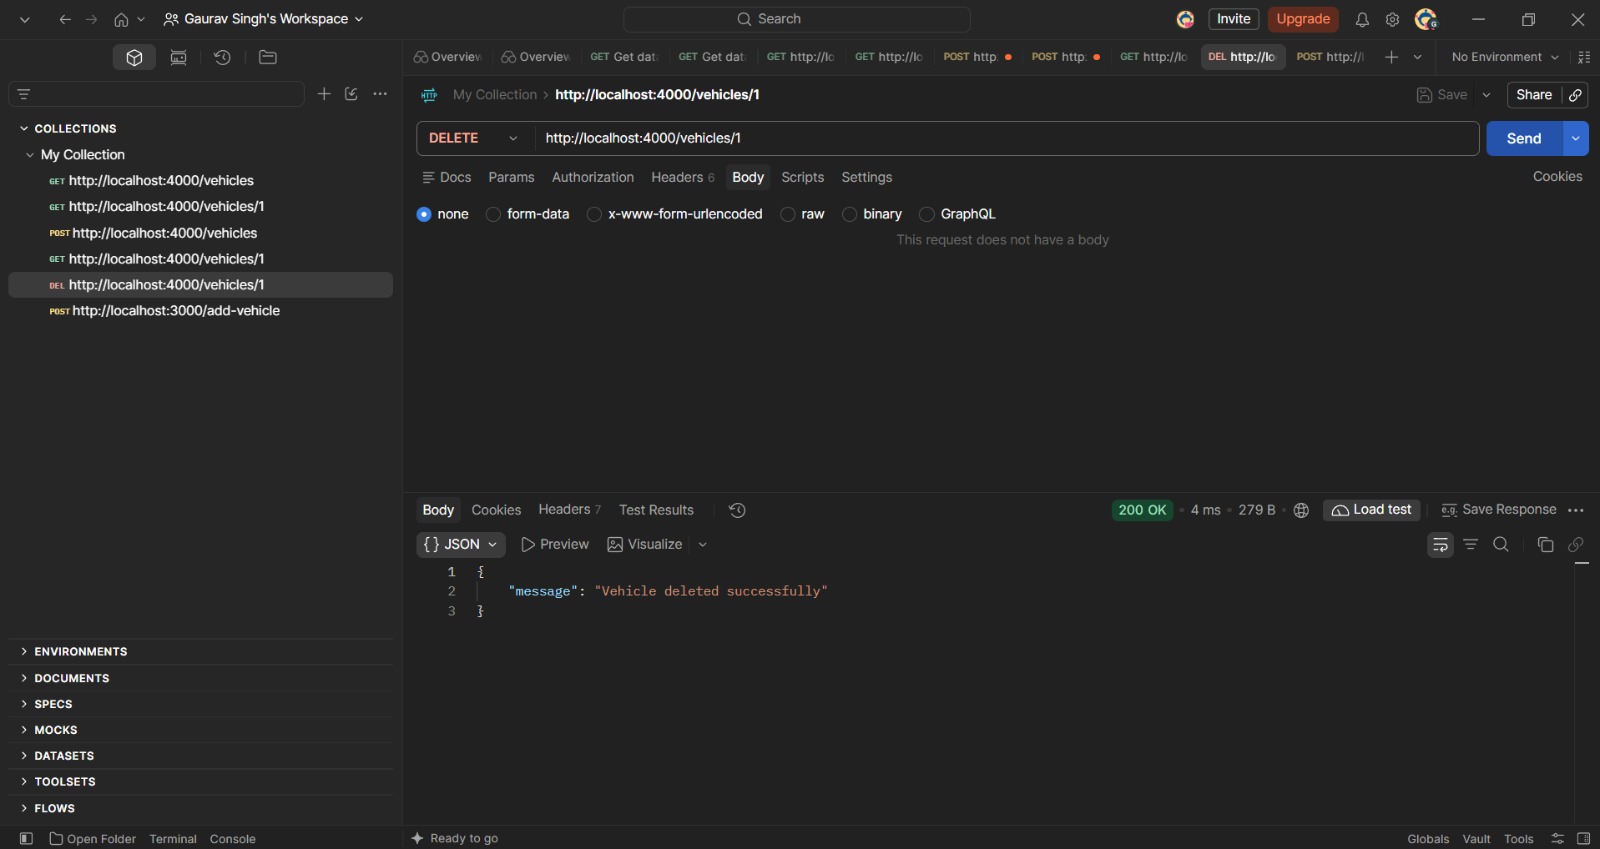 Gaurav Singh's Workspace
Search
Invite
Upgrade
Overview
Overview
GET Get dat
GET Get dat
GET http://lo
GET http://lo
POST http:
POST http:
GET http://lo
DEL http://lo
POST http://l
No Environment
HTTP My Collection > http://localhost:4000/vehicles/1
Save
Share
COLLECTIONS
My Collection
GET http://localhost:4000/vehicles
GET http://localhost:4000/vehicles/1
POST http://localhost:4000/vehicles
GET http://localhost:4000/vehicles/1
DEL http://localhost:4000/vehicles/1
POST http://localhost:3000/add-vehicle
DELETE
http://localhost:4000/vehicles/1
Send
Docs
Params
Authorization
Headers 6
Body
Scripts
Settings
Cookies
none
form-data
x-www-form-urlencoded
raw
binary
GraphQL
This request does not have a body
Body
Cookies
Headers 7
Test Results
200 OK
4 ms
279 B
Load test
e.g. Save Response
{} JSON
Preview
Visualize
1 {
2 "message": "Vehicle deleted successfully"
3 }
ENVIRONMENTS
DOCUMENTS
SPECS
MOCKS
DATASETS
TOOLSETS
FLOWS
Open Folder
Terminal
Console
Ready to go
Globals
Vault
Tools